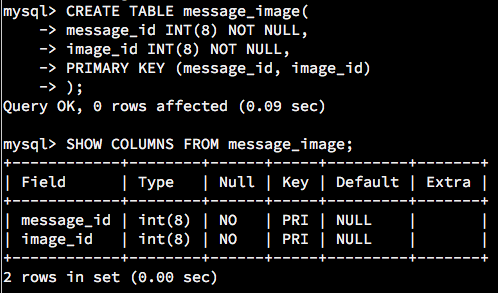 mysql> CREATE TABLE message_image(
    -> message_id INT(8) NOT NULL,
    -> image_id INT(8) NOT NULL,
    -> PRIMARY KEY (message_id, image_id)
    -> );
Query OK, 0 rows affected (0.09 sec)
mysql> SHOW COLUMNS FROM message_image;
+------------+--------+------+-----+---------+-------+
| Field      | Type   | Null | Key | Default | Extra |
+------------+--------+------+-----+---------+-------+
| message_id | int(8) | NO   | PRI | NULL    |       |
| image_id   | int(8) | NO   | PRI | NULL    |       |
+------------+--------+------+-----+---------+-------+
2 rows in set (0.00 sec)